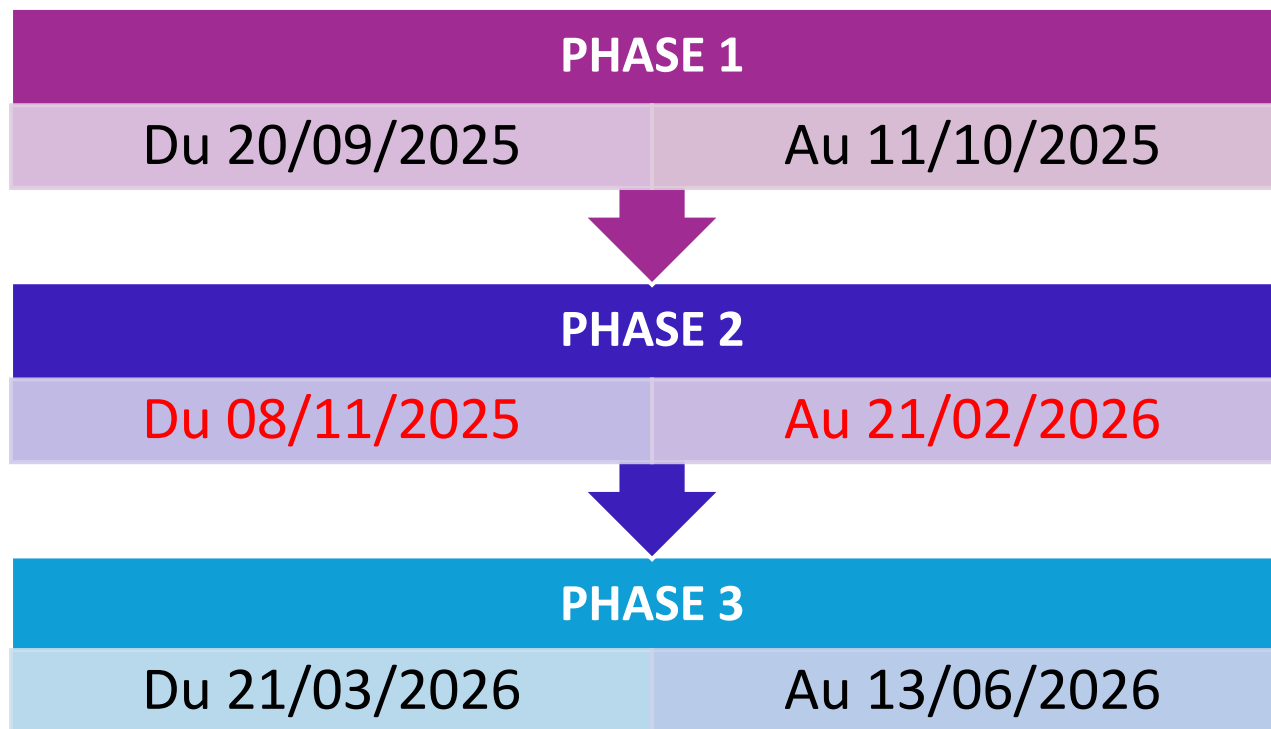 PHASE 1
Du 20/09/2025 Au 11/10/2025
PHASE 2
Du 08/11/2025 Au 21/02/2026
PHASE 3
Du 21/03/2026 Au 13/06/2026